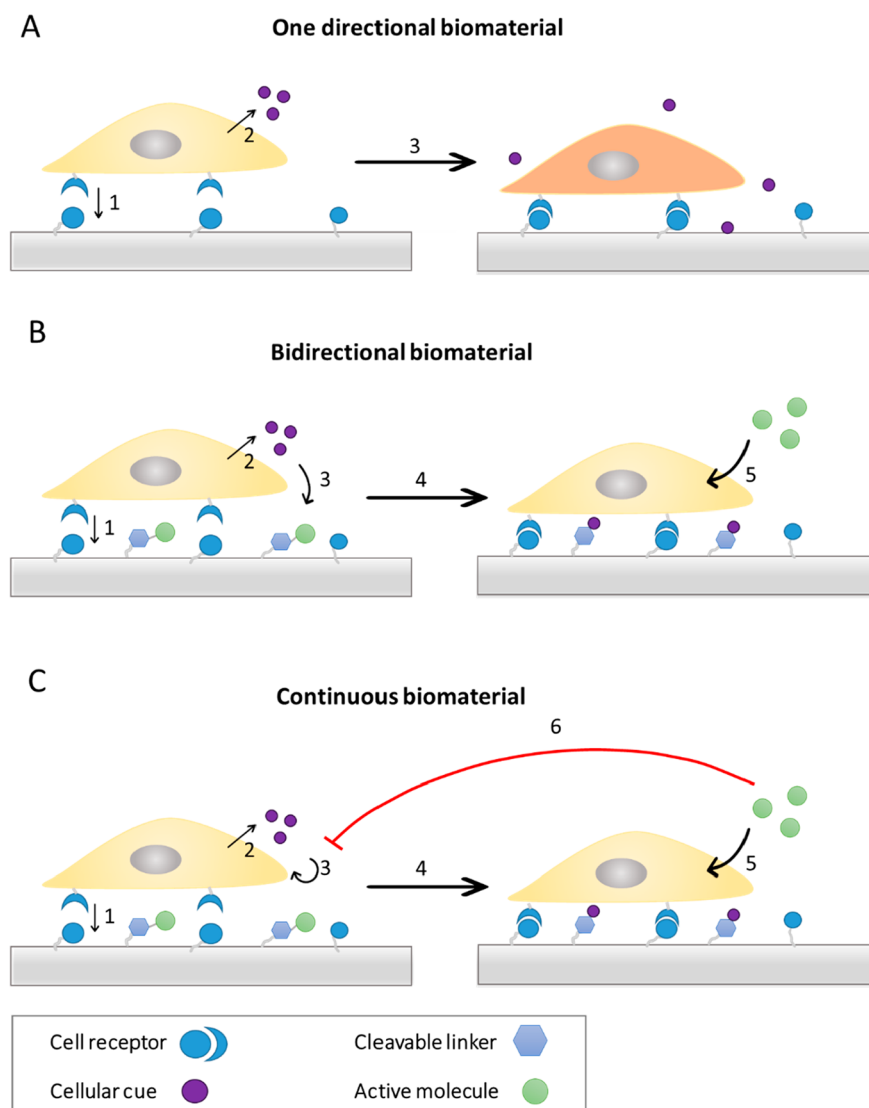 A
One directional biomaterial
2
3
1
B
Bidirectional biomaterial
2
3
4
5
1
C
Continuous biomaterial
6
2
3
4
5
1
Cell receptor
Cleavable linker
Cellular cue
Active molecule